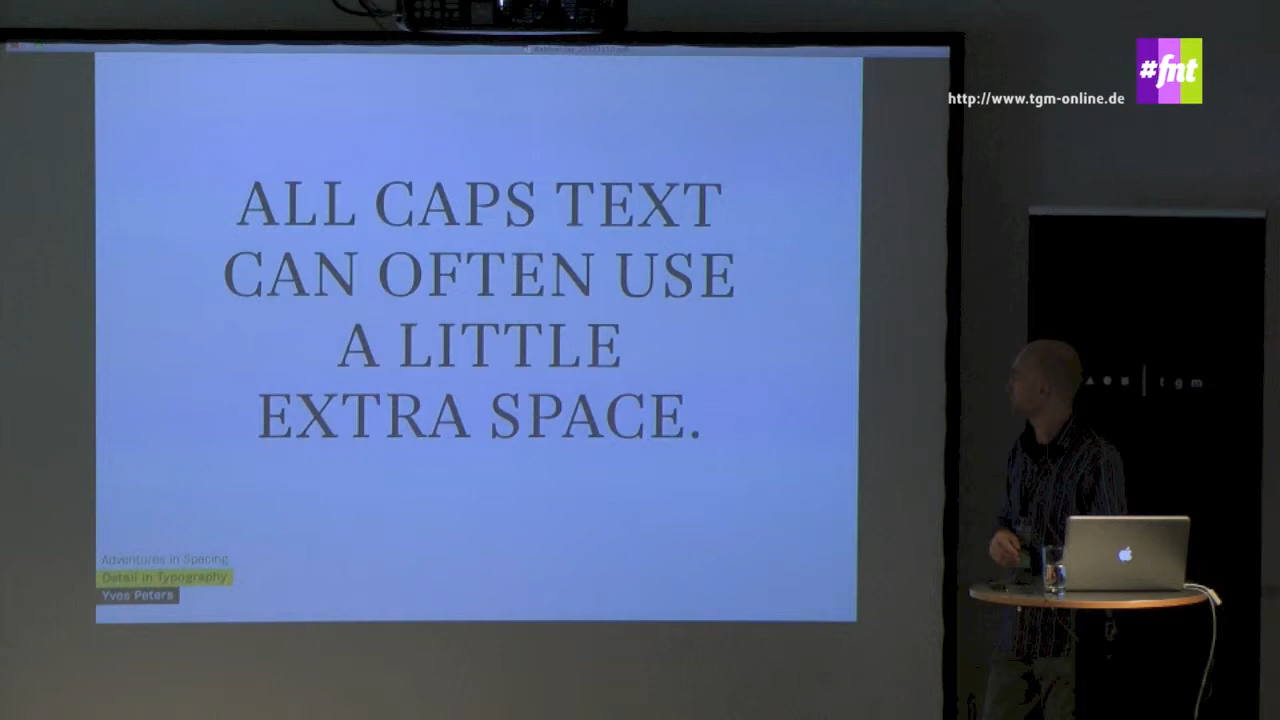 #fnt
http://www.tgm-online.de
ALL CAPS TEXT
CAN OFTEN USE
A LITTLE
EXTRA SPACE.
tgm
Adventures in Spacing
Detail in Typography
Yves Peters